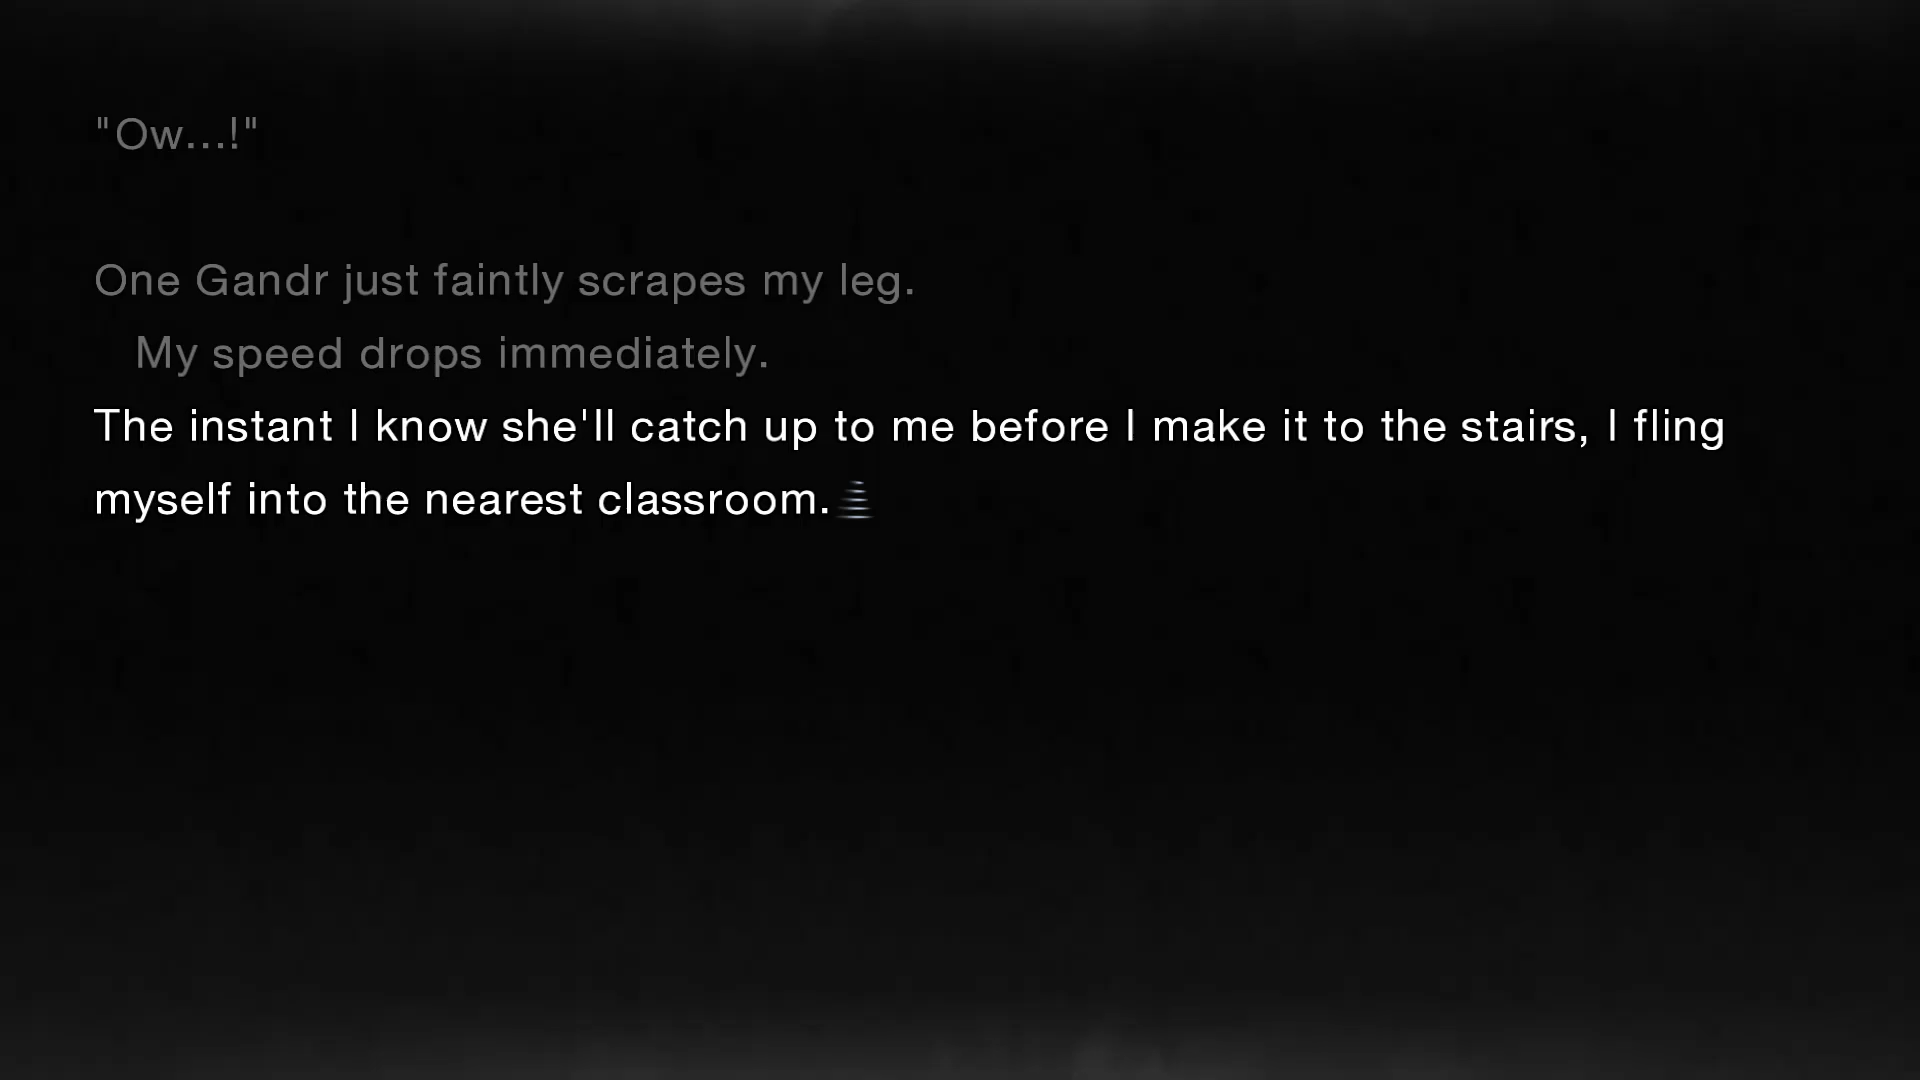 "Ow...!"
One Gandr just faintly scrapes my leg.
My speed drops immediately.
The instant I know she'll catch up to me before I make it to the stairs, I fling
myself into the nearest classroom.